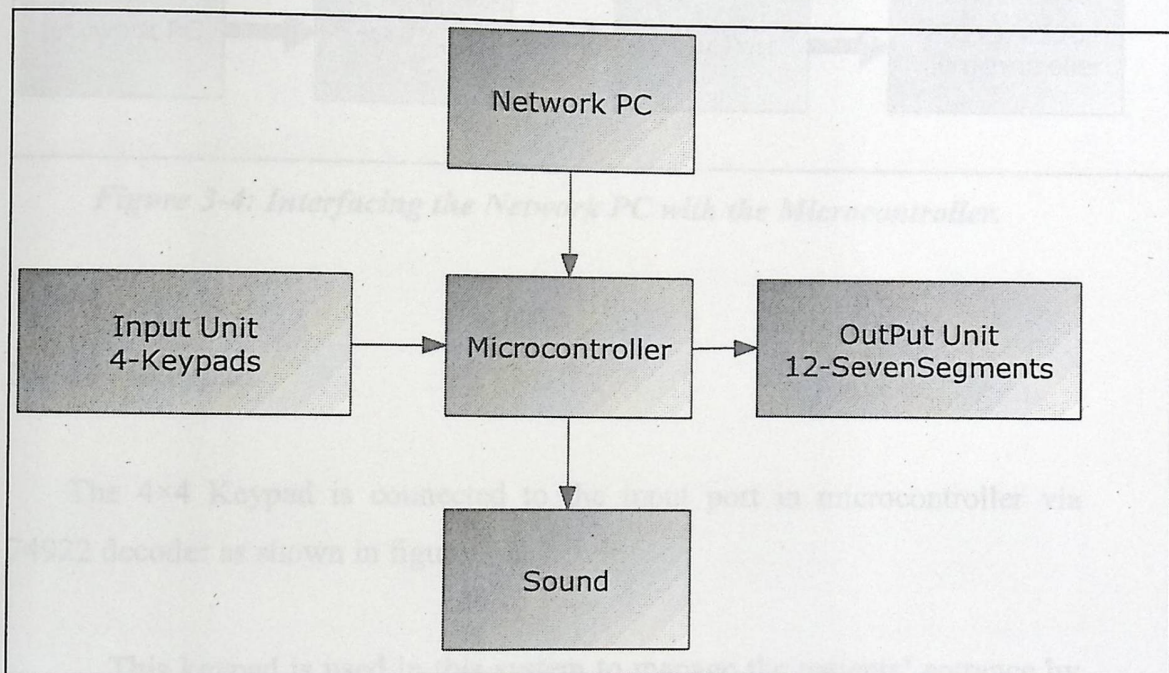 Network PC
Figure 3-4: Interfacing the Network PC with the Microcontroller.
Input Unit
4-Keypads
Microcontroller
OutPut Unit
12-SevenSegments
The 4×4 Keypad is connected to the input port in microcontroller via
74922 decoder as shown in figure
Sound
This keypad is used in this system to manage the patients' entrance by